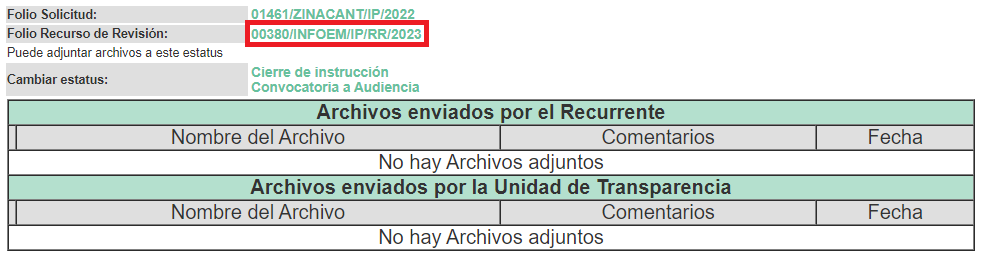 Folio Solicitud: 01461/ZINACANT/IP/2022
Folio Recurso de Revisión: 00380/INFOEM/IP/RR/2023
Puede adjuntar archivos a este estatus
Cambiar estatus: Cierre de instrucción
Convocatoria a Audiencia
Archivos enviados por el Recurrente
Nombre del Archivo Comentarios Fecha
No hay Archivos adjuntos
Archivos enviados por la Unidad de Transparencia
Nombre del Archivo Comentarios Fecha
No hay Archivos adjuntos